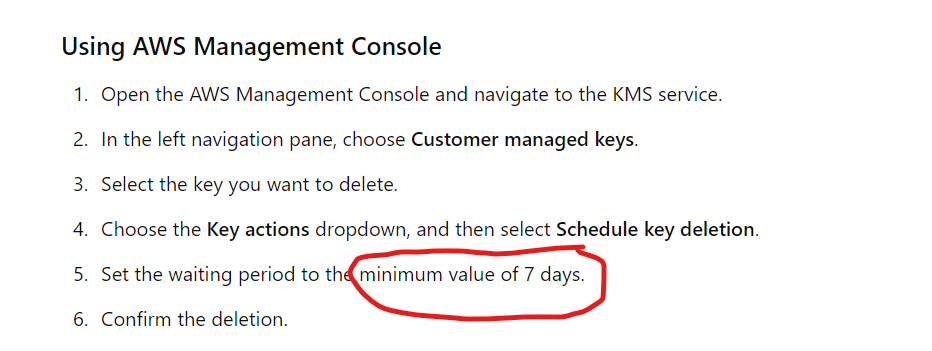 Using AWS Management Console
1. Open the AWS Management Console and navigate to the KMS service.
2. In the left navigation pane, choose Customer managed keys.
3. Select the key you want to delete.
4. Choose the Key actions dropdown, and then select Schedule key deletion.
5. Set the waiting period to the minimum value of 7 days.
6. Confirm the deletion.